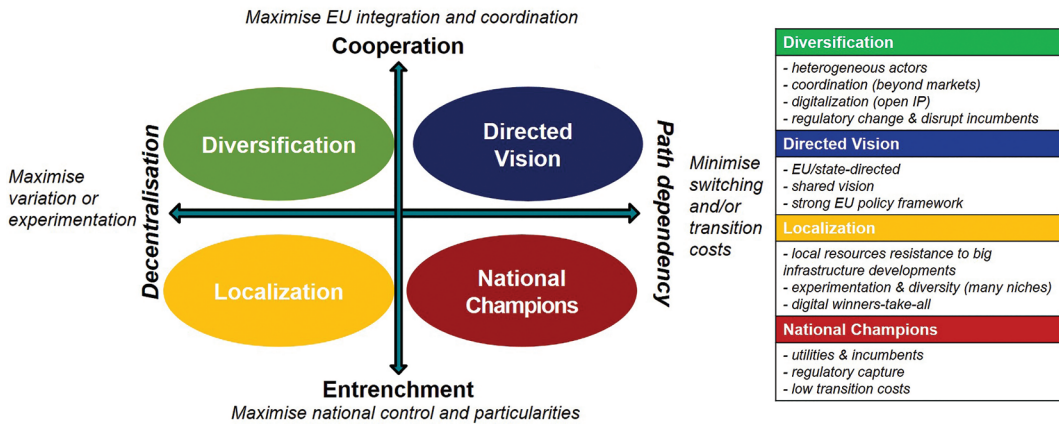 Maximise EU integration and coordination
Cooperation
Diversification
Directed
Vision
Decentralisation
Path dependency
Maximise
variation or
experimentation
Minimise
switching
and/or
transition
costs
Localization
National
Champions
Entrenchment
Maximise national control and particularities
Diversification
- heterogeneous actors
- coordination (beyond markets)
- digitalization (open IP)
- regulatory change & disrupt incumbents
Directed Vision
- EU/state-directed
- shared vision
- strong EU policy framework
Localization
- local resources resistance to big
infrastructure developments
- experimentation & diversity (many niches)
- digital winners-take-all
National Champions
- utilities & incumbents
- regulatory capture
- low transition costs